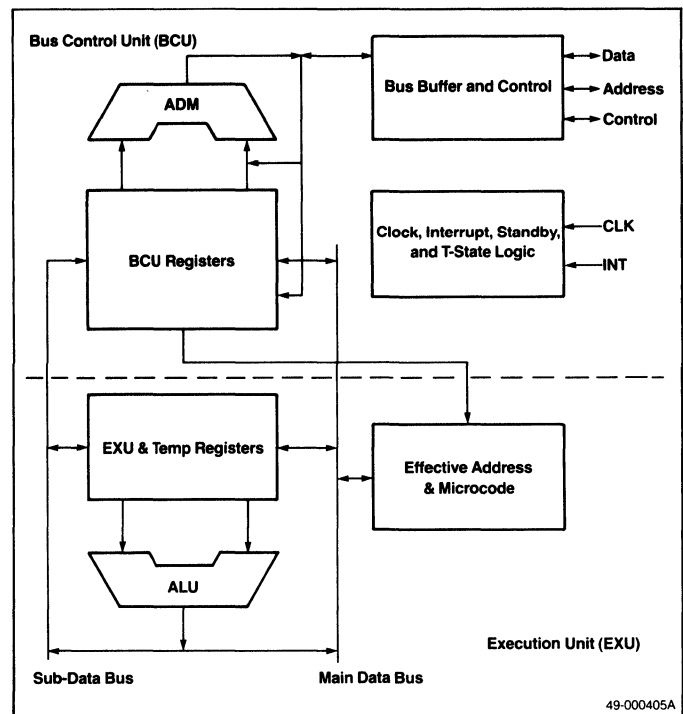 Bus Control Unit (BCU)
ADM
Bus Buffer and Control
Data
Address
Control
BCU Registers
Clock, Interrupt, Standby,
and T-State Logic
CLK
INT
EXU & Temp Registers
Effective Address
& Microcode
ALU
Execution Unit (EXU)
Sub-Data Bus
Main Data Bus
49-000405A